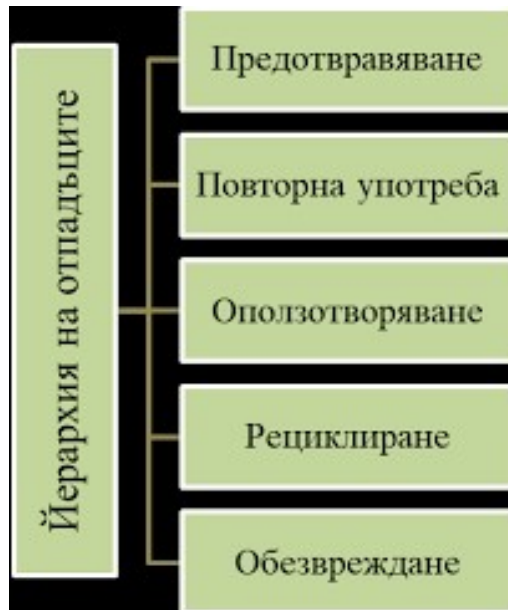 Йерархия на отпадъците
Предотвравяване
Повторна употреба
Оползотворяване
Рециклиране
Обезвреждане